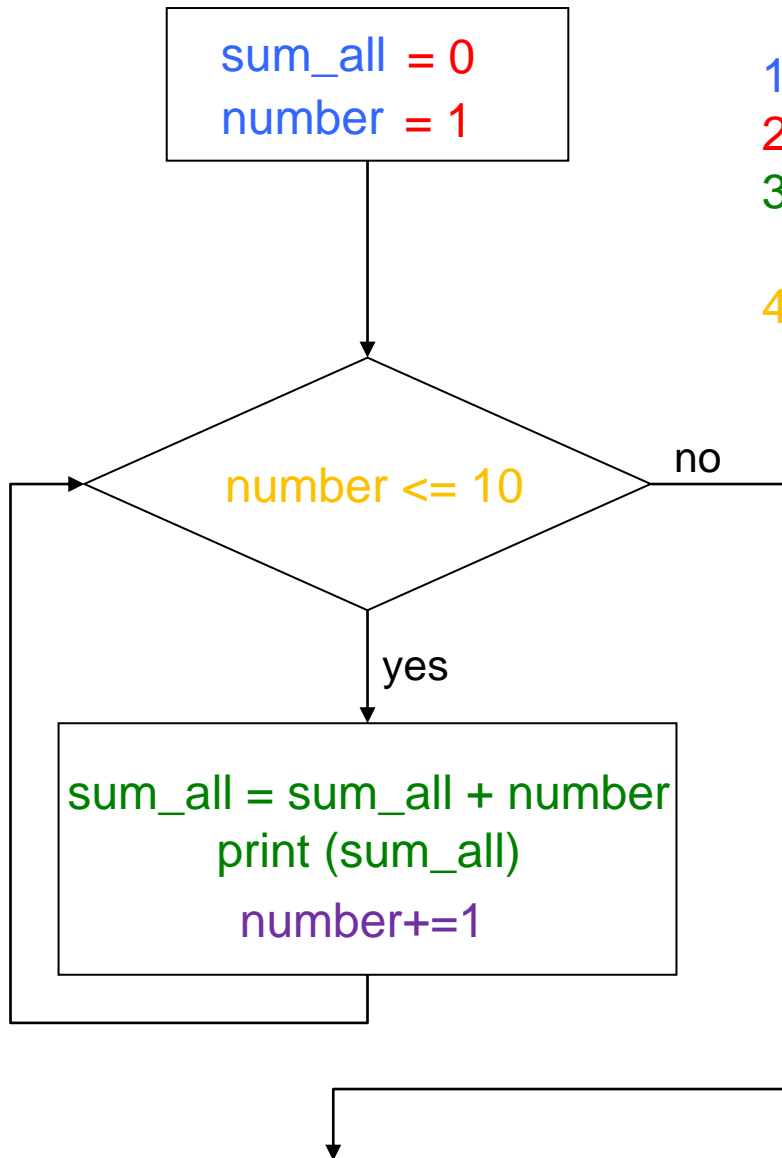 sum_all = 0
number = 1
1
2
3
4
number <= 10
no
yes
sum_all = sum_all + number
print (sum_all)
number+=1